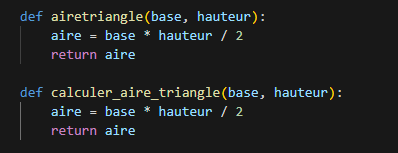 def airetriangle(base, hauteur):
    aire = base * hauteur / 2
    return aire
def calculer_aire_triangle(base, hauteur):
    aire = base * hauteur / 2
    return aire